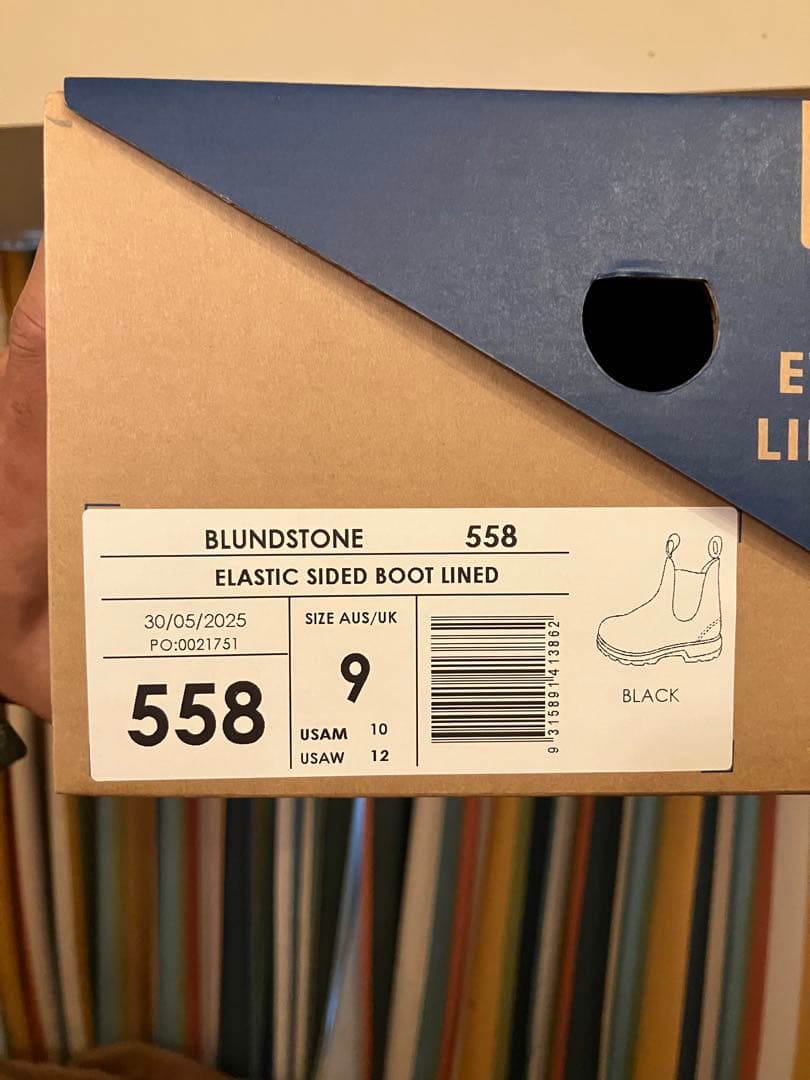 E
LI
BLUNDSTONE 558
ELASTIC SIDED BOOT LINED
30/05/2025
PO:0021751
558
SIZE AUS/UK
9
USAM 10
USAW 12
9 315891 413862
BLACK